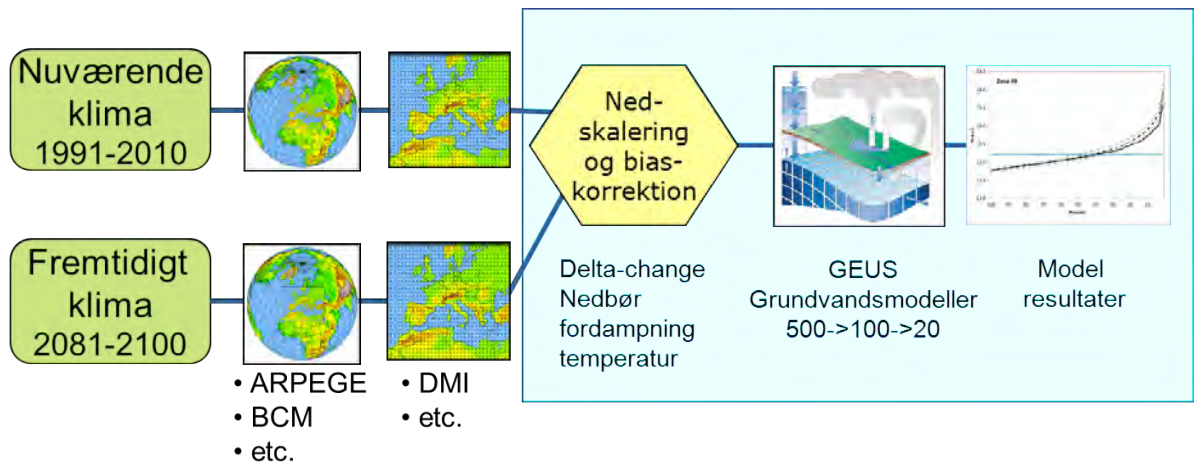 Nuværende
klima
1991-2010
Fremtidigt
klima
2081-2100
• ARPEGE
• BCM
• etc.
• DMI
• etc.
Ned-
skalering
og bias-
korrektion
Delta-change
Nedbør
fordampning
temperatur
GEUS
Grundvandsmodeller
500->100->20
Model
resultater